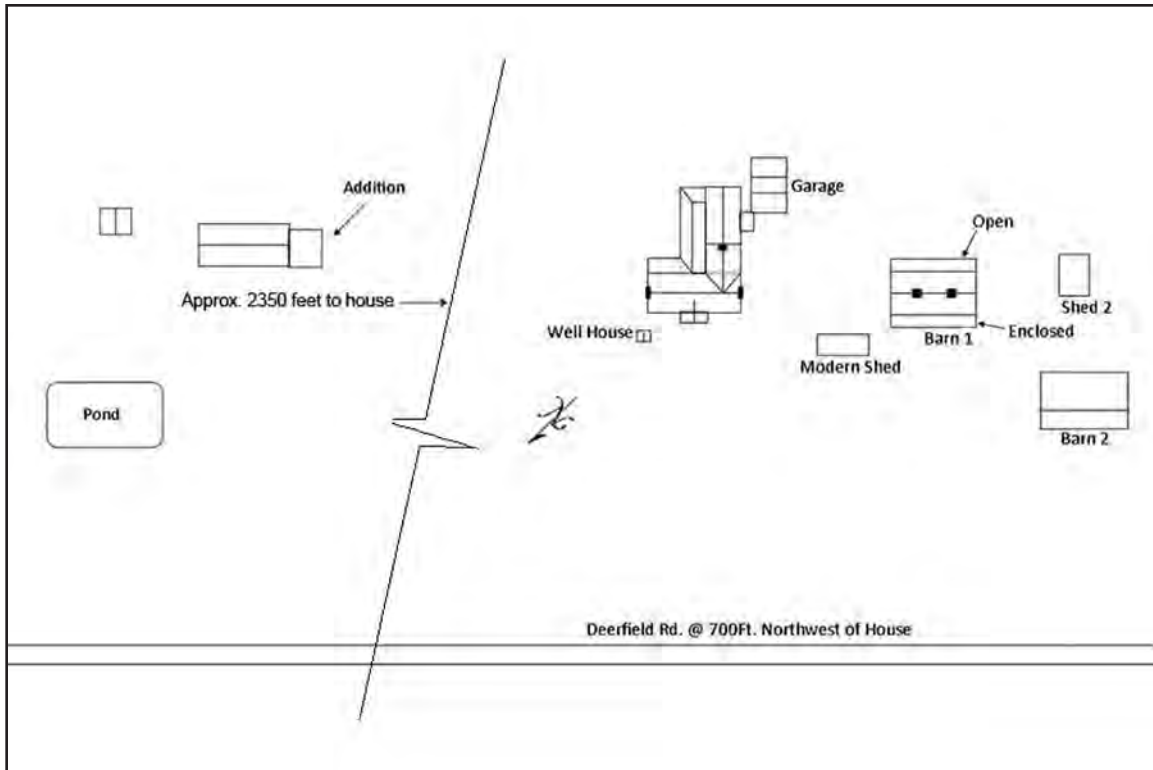 Addition
Garage
Open
Approx. 2350 feet to house
Shed 2
Well House
Barn 1
Enclosed
Modern Shed
Pond
Barn 2
Deerfield Rd. @ 700Ft. Northwest of House